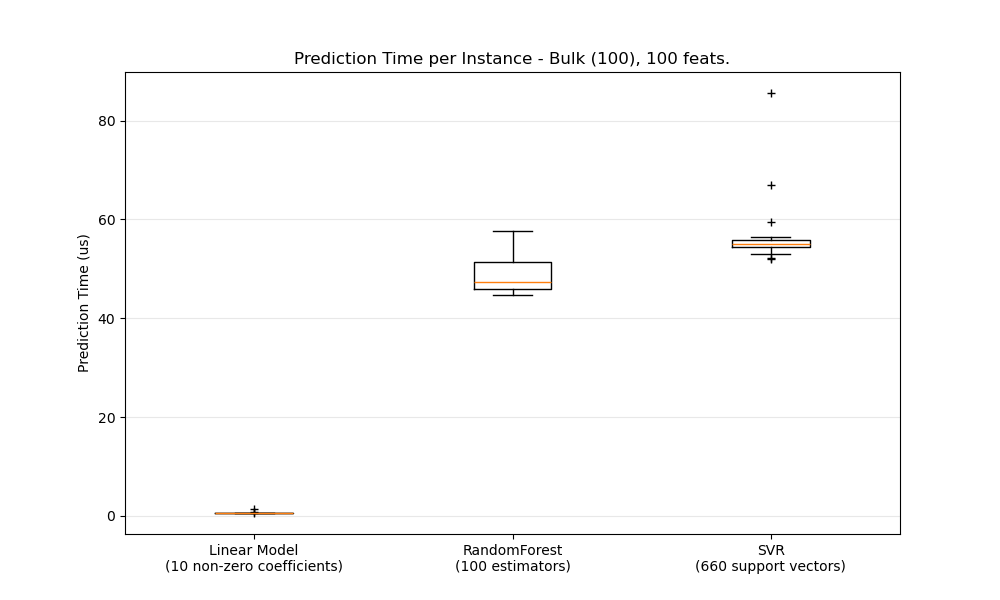 Prediction Time per Instance - Bulk (100), 100 feats.
Prediction Time (us)
80
60
40
20
0
Linear Model
(10 non-zero coefficients)
RandomForest
(100 estimators)
SVR
(660 support vectors)